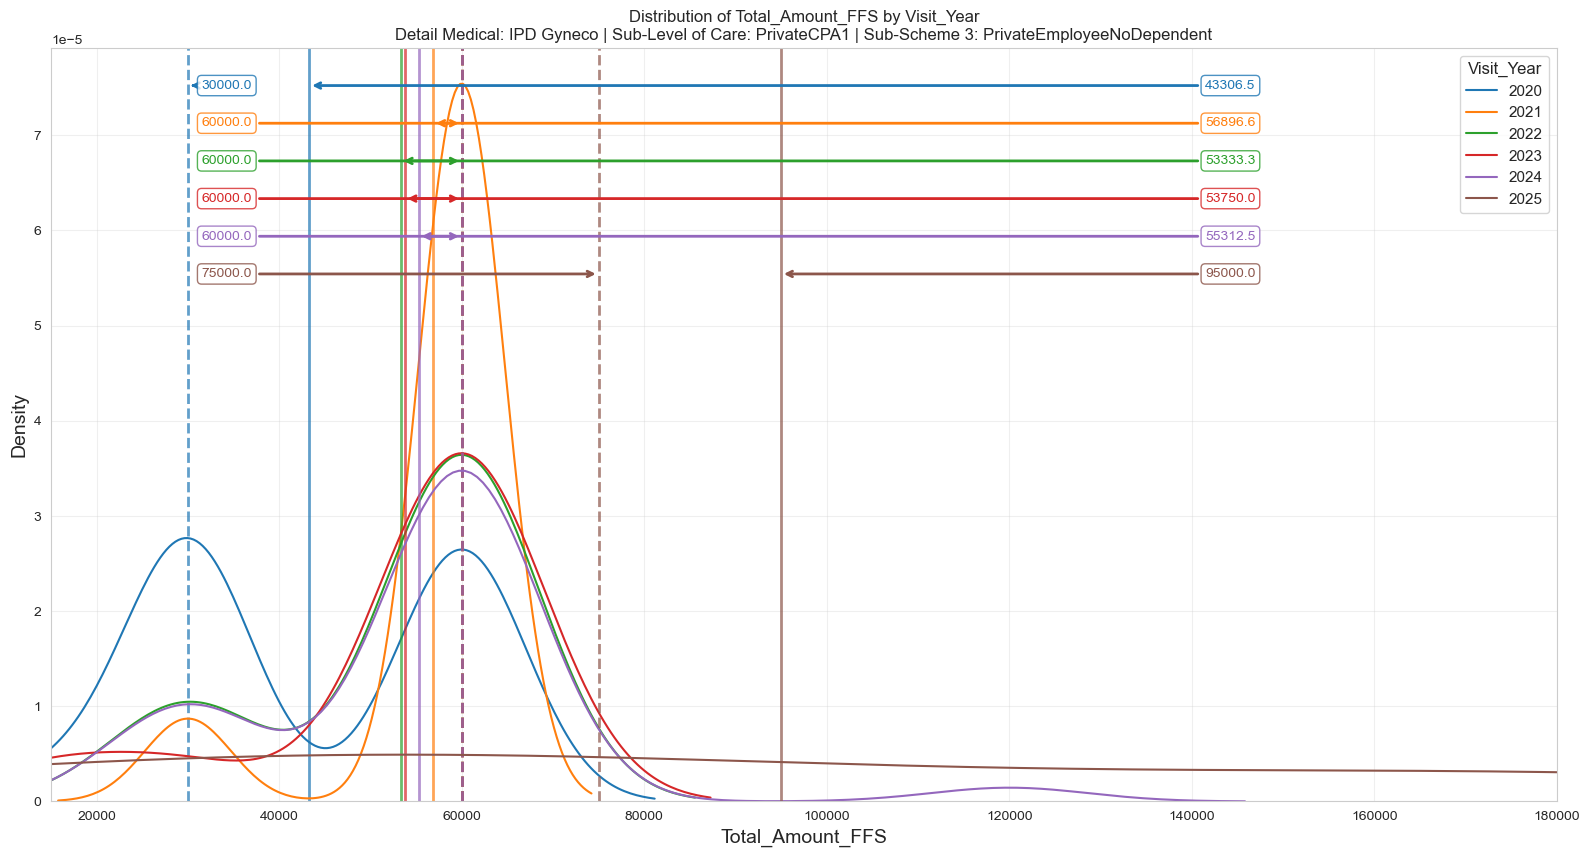 Distribution of Total_Amount_FFS by Visit_Year
Detail Medical: IPD Gyneco | Sub-Level of Care: PrivateCPA1 | Sub-Scheme 3: PrivateEmployeeNoDependent
1e−5
Visit_Year
2020
2021
2022
2023
2024
2025
30000.0 43306.5
60000.0 56896.6
60000.0 53333.3
60000.0 53750.0
60000.0 55312.5
75000.0 95000.0
7
6
5
4
3
2
1
0
Density
20000 40000 60000 80000 100000 120000 140000 160000 180000
Total_Amount_FFS